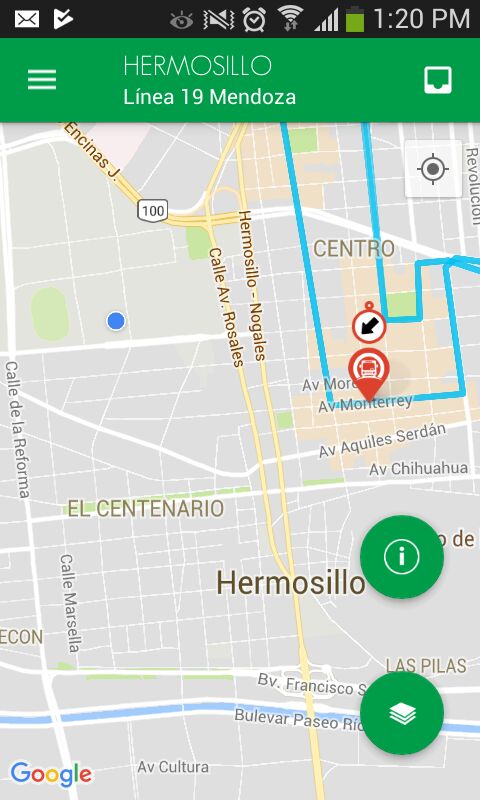 1:20 PM
HERMOSILLO
Línea 19 Mendoza
Encinas J.
Revolución
100
CENTRO
Hermosillo - Nogales
Calle Av. Rosales
Calle de la Reforma
Av More
Av Monterrey
Av Aquiles Serdán
Av Chihuahua
EL CENTENARIO
o de
i
Hermosillo
Calle Marsella
ECON
LAS PILAS
Bv. Francisco S
Bulevar Paseo Río
Av Cultura
Google